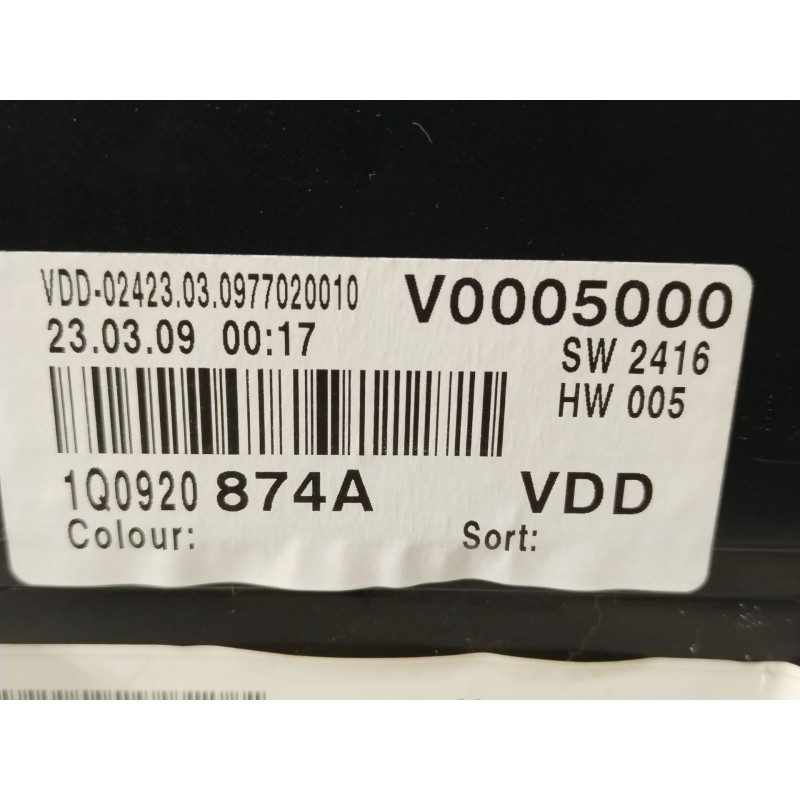 VDD-02423.03.0977020010 V0005000
23.03.09 00:17 SW 2416
HW 005
1Q0920 874A VDD
Colour: Sort: